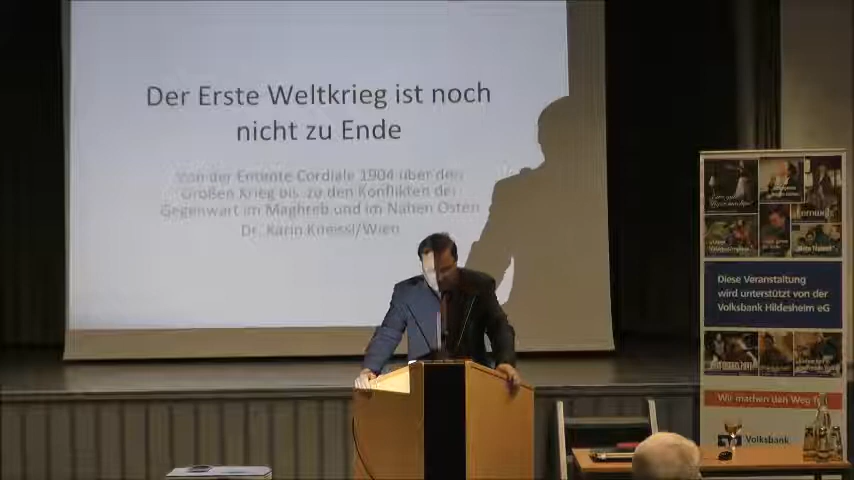 Der Erste Weltkrieg ist noch
nicht zu Ende
Von der Entente Cordiale 1904 über den
Großen Krieg bis zu den Konflikten der
Gegenwart im Maghreb und im Nahen Osten
Dr. Karin Kneissl/Wien
Diese Veranstaltung
wird unterstützt von der
Volksbank Hildesheim eG
Wir machen den Weg
Volksbank